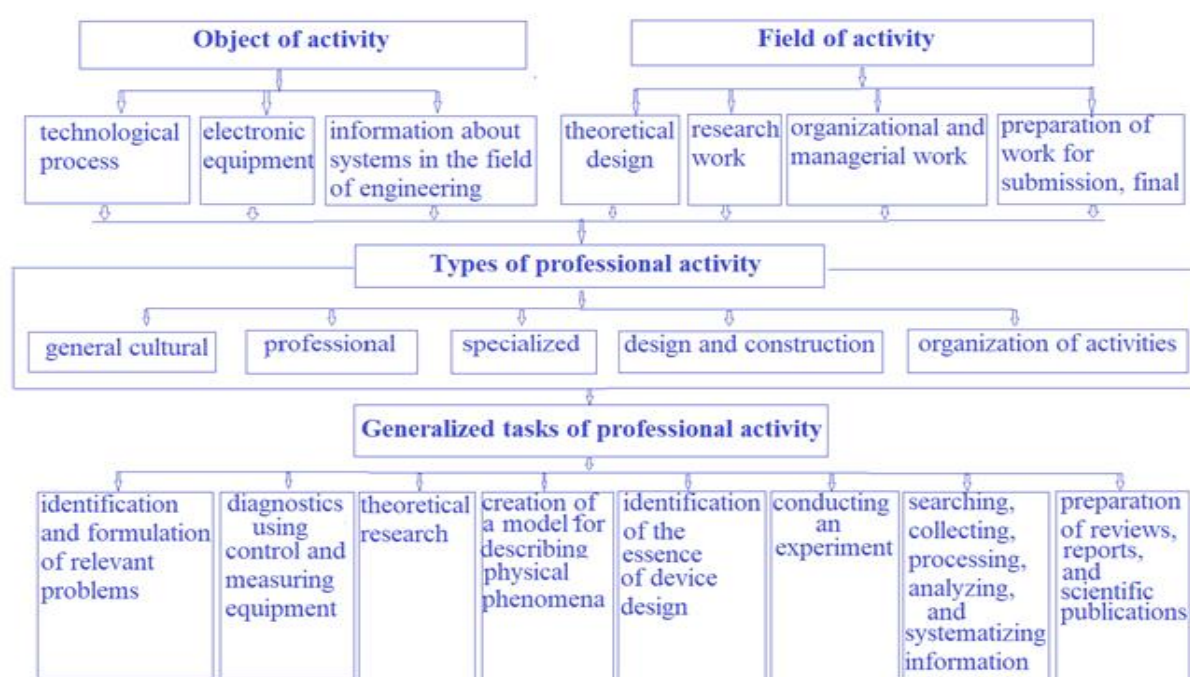 Object of activity
Field of activity
technological
process
electronic
equipment
information about
systems in the field
of engineering
theoretical
design
research
work
organizational and
managerial work
preparation of
work for
submission, final
Types of professional activity
general cultural
professional
specialized
design and construction
organization of activities
Generalized tasks of professional activity
identification
and formulation
of relevant
problems
diagnostics
using
control and
measuring
equipment
theoretical
research
creation of
a model for
describing
physical
phenomena
identification
of the
essence
of device
design
conducting
an
experiment
searching,
collecting,
processing,
analyzing,
and
systematizing
information
preparation
of reviews,
reports,
and
scientific
publications